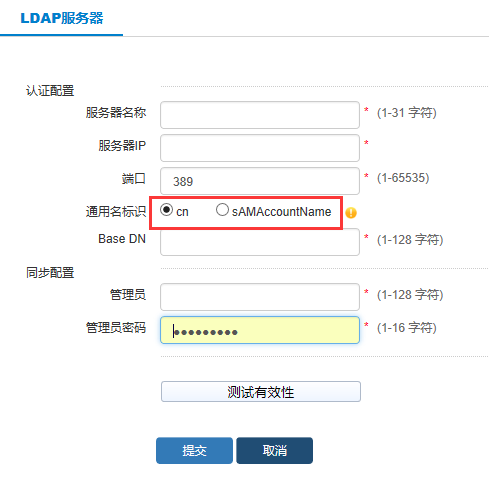 LDAP服务器
认证配置
服务器名称 * (1-31 字符)
服务器IP *
端口 389 * (1-65535)
通用名标识 cn sAMAccountName
Base DN * (1-128 字符)
同步配置
管理员 * (1-128 字符)
管理员密码 ●●●●●●●●● * (1-16 字符)
测试有效性
提交 取消